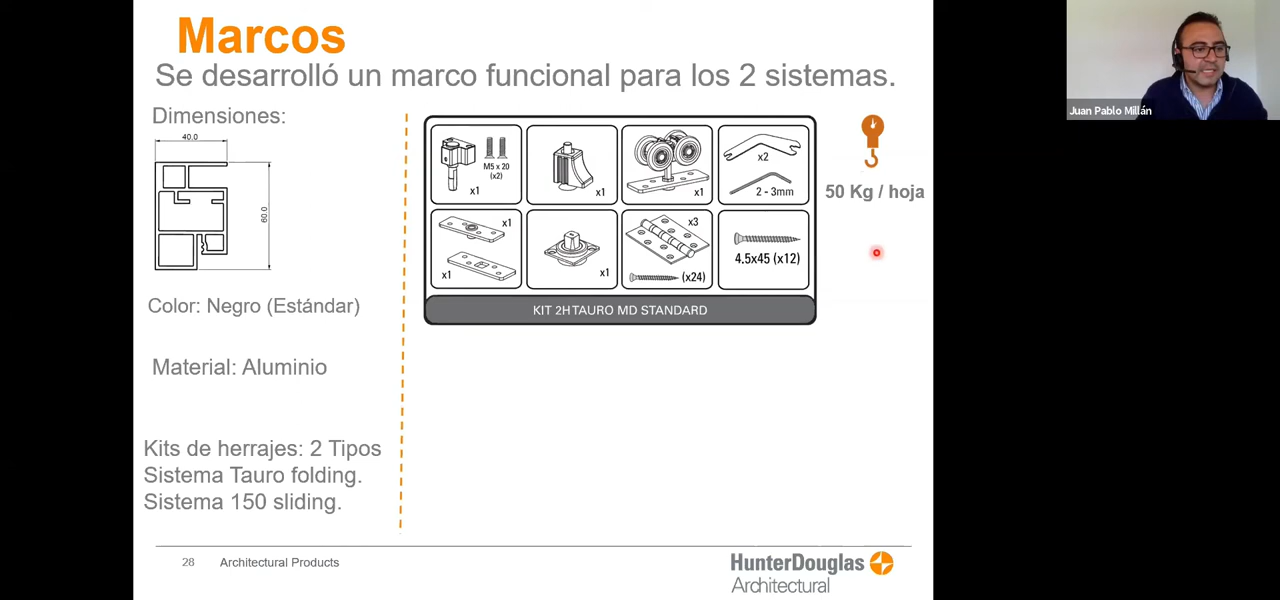 Marcos
Se desarrolló un marco funcional para los 2 sistemas.
Dimensiones:
40.0
60.0
Color: Negro (Estándar)
Material: Aluminio
Kits de herrajes: 2 Tipos
Sistema Tauro folding.
Sistema 150 sliding.
M5 x 20
(x2)
x1
x1
x1
x2
2 - 3mm
x1
x1
x1
x3
(x24)
4.5x45 (x12)
KIT 2H TAURO MD STANDARD
50 Kg / hoja
28 Architectural Products
HunterDouglas
Architectural
Juan Pablo Millán